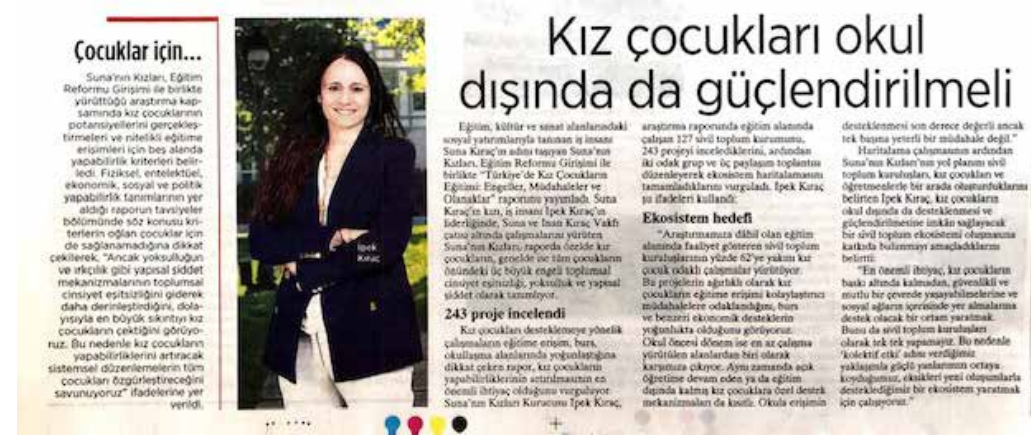 Çocuklar için...
Suna'nın Kızları, Eğitim
Reformu Girişimi ile birlikte
yürüttüğü araştırma kap-
samında kız çocuklarının
potansiyellerini gerçekleş-
tirmeleri ve nitelikli eğitime
erişimleri için beş alanda
yapabilirlik kriterleri belir-
ledi. Fiziksel, entelektüel,
ekonomik, sosyal ve politik
yapabilirlik tanımlarının yer
aldığı raporun tavsiyeler
bölümünde söz konusu kri-
terlerin oğlan çocuklar için
de sağlanamadığına dikkat
çekilerek, "Ancak yoksulluğun
ve ırkçılık gibi yapısal şiddet
mekanizmalarının toplumsal
cinsiyet eşitsizliğini giderek
daha derinleştirdiğini, dola-
yısıyla en büyük sıkıntıyı kız
çocukların çektiğini görüyo-
ruz. Bu nedenle kız çocukların
yapabilirliklerini artıracak
sistemsel düzenlemelerin tüm
çocukları özgürleştireceğini
savunuyoruz" ifadelerine yer
verildi.
İpek
Kıraç
Kız çocukları okul
dışında da güçlendirilmeli
Eğitim, kültür ve sanat alanlarındaki
sosyal yatırımlarıyla tanınan iş insanı
Suna Kıraç'ın adını taşıyan Suna'nın
Kızları, Eğitim Reformu Girişimi ile
birlikte "Türkiye'de Kız Çocukların
Eğitimi: Engeller, Müdahaleler ve
Olanaklar" raporunu yayınladı. Suna
Kıraç'ın kızı, iş insanı İpek Kıraç'ın
liderliğinde, Suna ve İnan Kıraç Vakfı
çatısı altında çalışmalarını yürüten
Suna'nın Kızları, raporda özelde kız
çocukların, genelde ise tüm çocukların
önündeki üç büyük engeli toplumsal
cinsiyet eşitsizliği, yoksulluk ve yapısal
şiddet olarak tanımlıyor.
243 proje incelendi
Kız çocukları desteklemeye yönelik
çalışmaların eğitime erişim, burs,
okullaşma alanlarında yoğunlaştığına
dikkat çeken rapor, kız çocukların
yapabilirliklerinin artırılmasının en
önemli ihtiyaç olduğunu vurguluyor.
Suna'nın Kızları Kurucusu İpek Kıraç,
araştırma raporunda eğitim alanında
çalışan 127 sivil toplum kurumunu,
243 projeyi incelediklerini, ardından
iki odak grup ve üç paylaşım toplantısı
düzenleyerek ekosistem haritalamasını
tamamladıklarını vurguladı. İpek Kıraç
şu ifadeleri kullandı:
Ekosistem hedefi
"Araştırmamıza dâhil olan eğitim
alanında faaliyet gösteren sivil toplum
kuruluşlarının yüzde 62'ye yakını kız
çocuk odaklı çalışmalar yürütüyor.
Bu projelerin ağırlıklı olarak kız
çocukların eğitime erişimi kolaylaştırıcı
müdahalelere odaklandığını, burs
ve benzeri ekonomik desteklerin
yoğunlukta olduğunu görüyoruz.
Okul öncesi dönem ise en az çalışma
yürütülen alanlardan biri olarak
karşımıza çıkıyor. Aynı zamanda açık
öğretime devam eden ya da eğitim
dışında kalmış kız çocuklara özel destek
mekanizmaları da kısıtlı. Okula erişimin
desteklenmesi son derece değerli ancak
tek başına yeterli bir müdahale değil."
Haritalama çalışmasının ardından
Suna'nın Kızları'nın yol planını sivil
toplum kuruluşları, kız çocukları ve
öğretmenlerle bir arada oluşturduklarını
belirten İpek Kıraç, kız çocukların
okul dışında da desteklenmesi ve
güçlendirilmesine imkân sağlayacak
bir sivil toplum ekosistemi oluşmasına
katkıda bulunmayı amaçladıklarını
belirtti:
"En önemli ihtiyaç, kız çocukların
baskı altında kalmadan, güvenlikli ve
mutlu bir çevrede yaşayabilmelerine ve
sosyal ağların içerisinde yer almalarına
destek olacak bir ortam yaratmak.
Bunu da sivil toplum kuruluşları
olarak tek tek yapamayız. Bu nedenle
'kolektif etki' adını verdiğimiz
yaklaşımla güçlü yanlarımızı ortaya
koyduğumuz, eksikleri yeni oluşumlarla
desteklediğimiz bir ekosistem yaratmak
için çalışıyoruz."